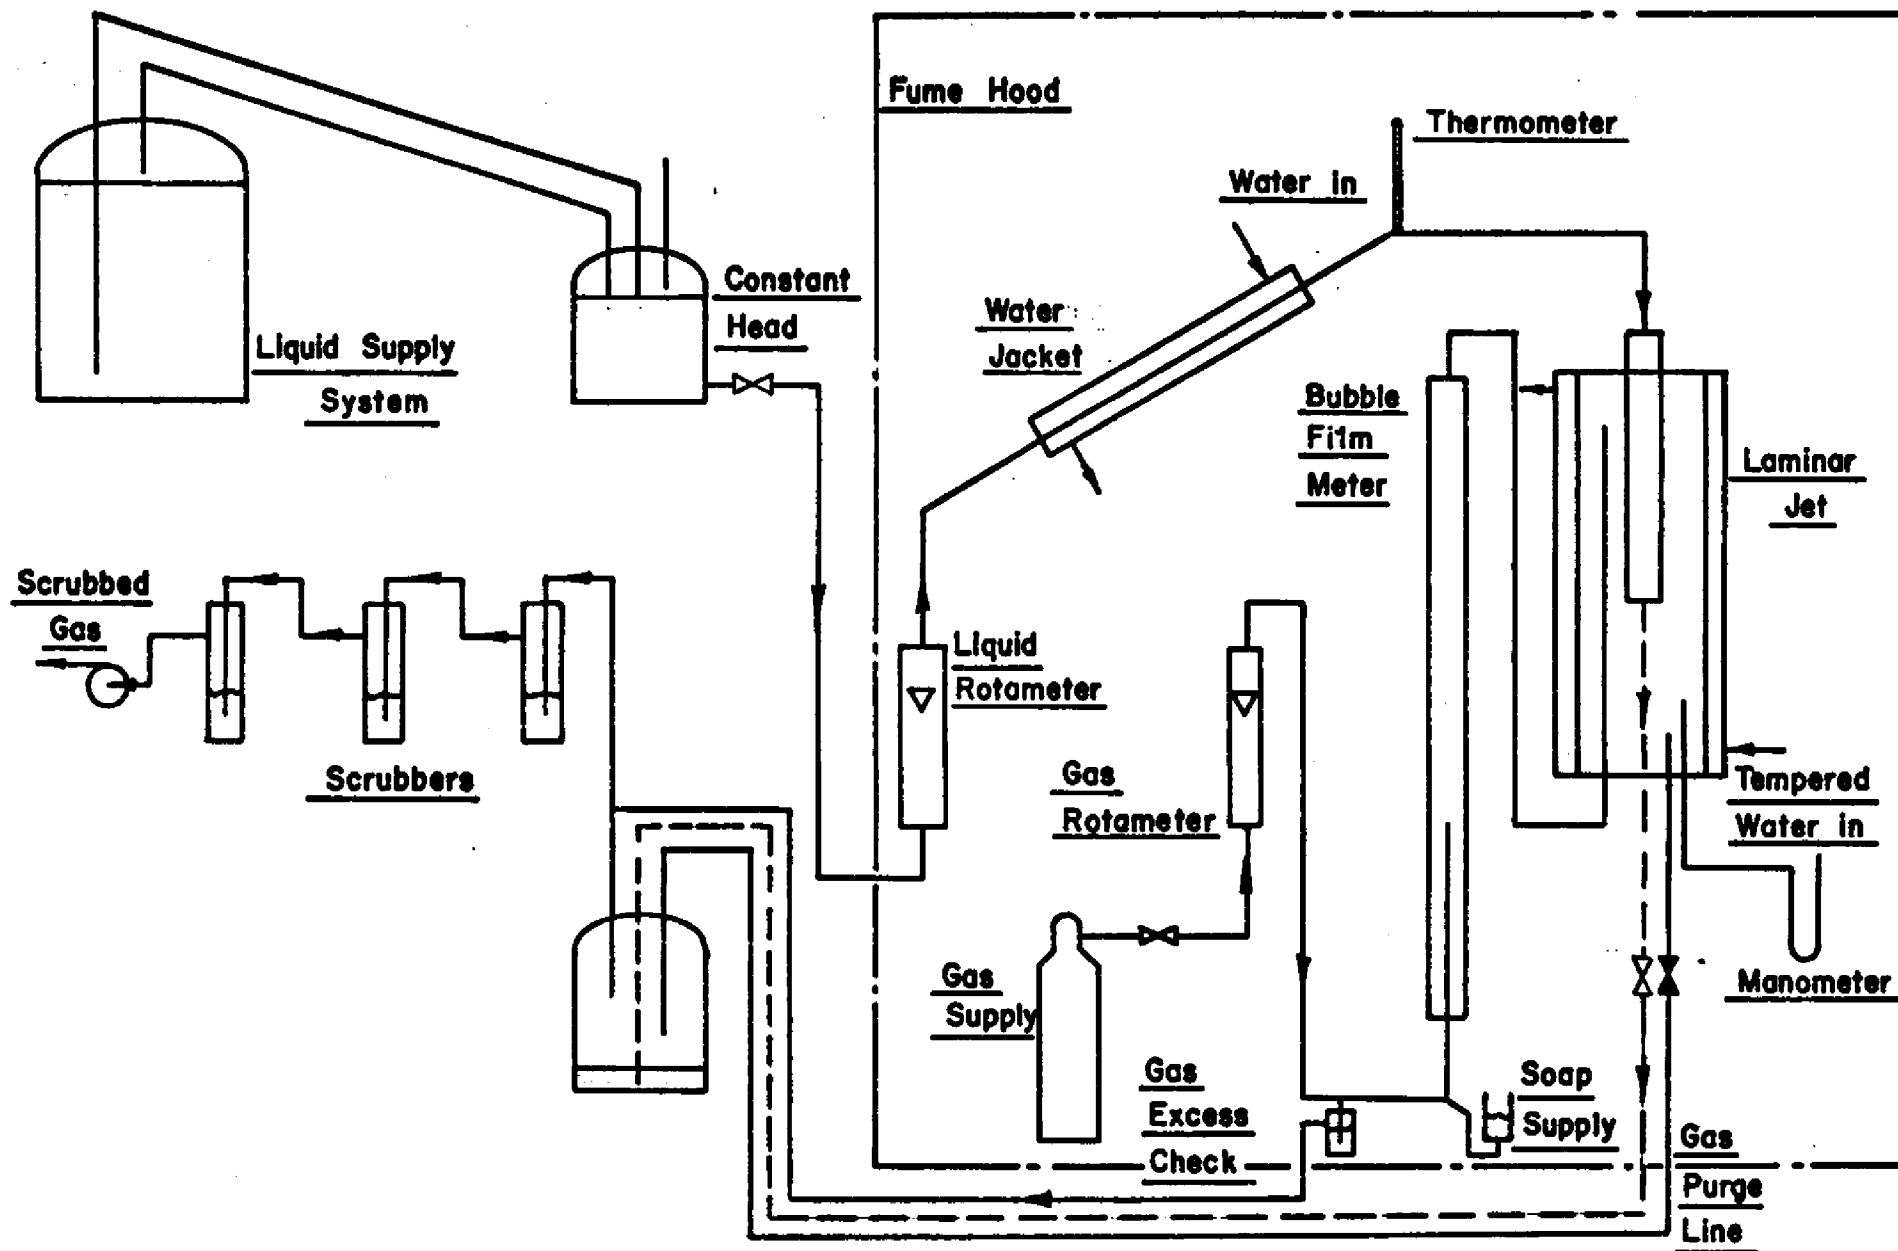 Fume Hood
Thermometer
Water in
Constant
Head
Water
Jacket
Liquid Supply
System
Bubble
Film
Meter
Laminar
Jet
Scrubbed
Gas
Liquid
Rotameter
Scrubbers
Gas
Rotameter
Tempered
Water in
Gas
Supply
Manometer
Gas
Excess
Check
Soap
Supply
Gas
Purge
Line